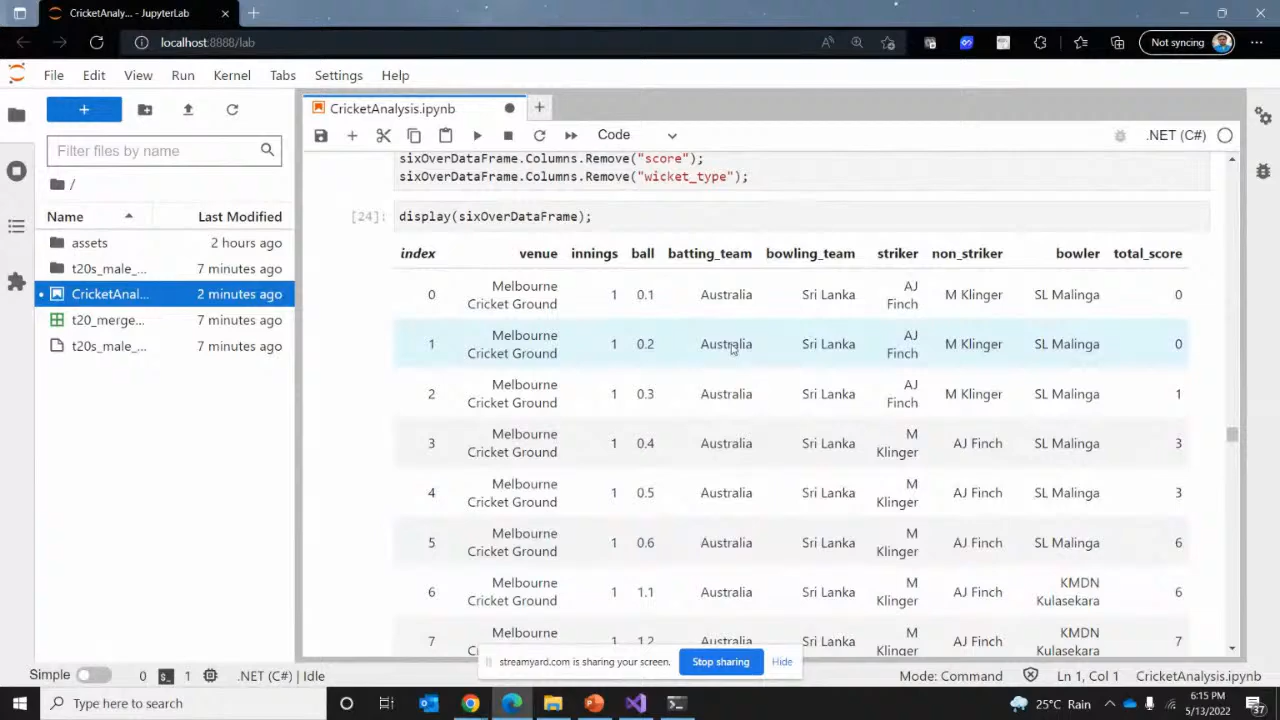 CricketAnaly... - JupyterLab
localhost:8888/lab
Not syncing
File Edit View Run Kernel Tabs Settings Help
CricketAnalysis.ipynb
Code
.NET (C#)
Filter files by name
/
Name Last Modified
assets 2 hours ago
t20s_male_... 7 minutes ago
CricketAnal... 2 minutes ago
t20_merge... 7 minutes ago
t20s_male_... 7 minutes ago
sixOverDataFrame.Columns.Remove("score");
sixOverDataFrame.Columns.Remove("wicket_type");
[24]: display(sixOverDataFrame);
index venue innings ball batting_team bowling_team striker non_striker bowler total_score
0 Melbourne Cricket Ground 1 0.1 Australia Sri Lanka AJ Finch M Klinger SL Malinga 0
1 Melbourne Cricket Ground 1 0.2 Australia Sri Lanka AJ Finch M Klinger SL Malinga 0
2 Melbourne Cricket Ground 1 0.3 Australia Sri Lanka AJ Finch M Klinger SL Malinga 1
3 Melbourne Cricket Ground 1 0.4 Australia Sri Lanka M Klinger AJ Finch SL Malinga 3
4 Melbourne Cricket Ground 1 0.5 Australia Sri Lanka M Klinger AJ Finch SL Malinga 3
5 Melbourne Cricket Ground 1 0.6 Australia Sri Lanka M Klinger AJ Finch SL Malinga 6
6 Melbourne Cricket Ground 1 1.1 Australia Sri Lanka M Klinger AJ Finch KMDN Kulasekara 6
7 Melbourne 1 1.2 Australia Sri Lanka M Klinger AJ Finch KMDN Kulasekara 7
streamyard.com is sharing your screen. Stop sharing Hide
Simple 0 1 .NET (C#) | Idle Mode: Command Ln 1, Col 1 CricketAnalysis.ipynb
Type here to search
25°C Rain
6:15 PM
5/13/2022
37